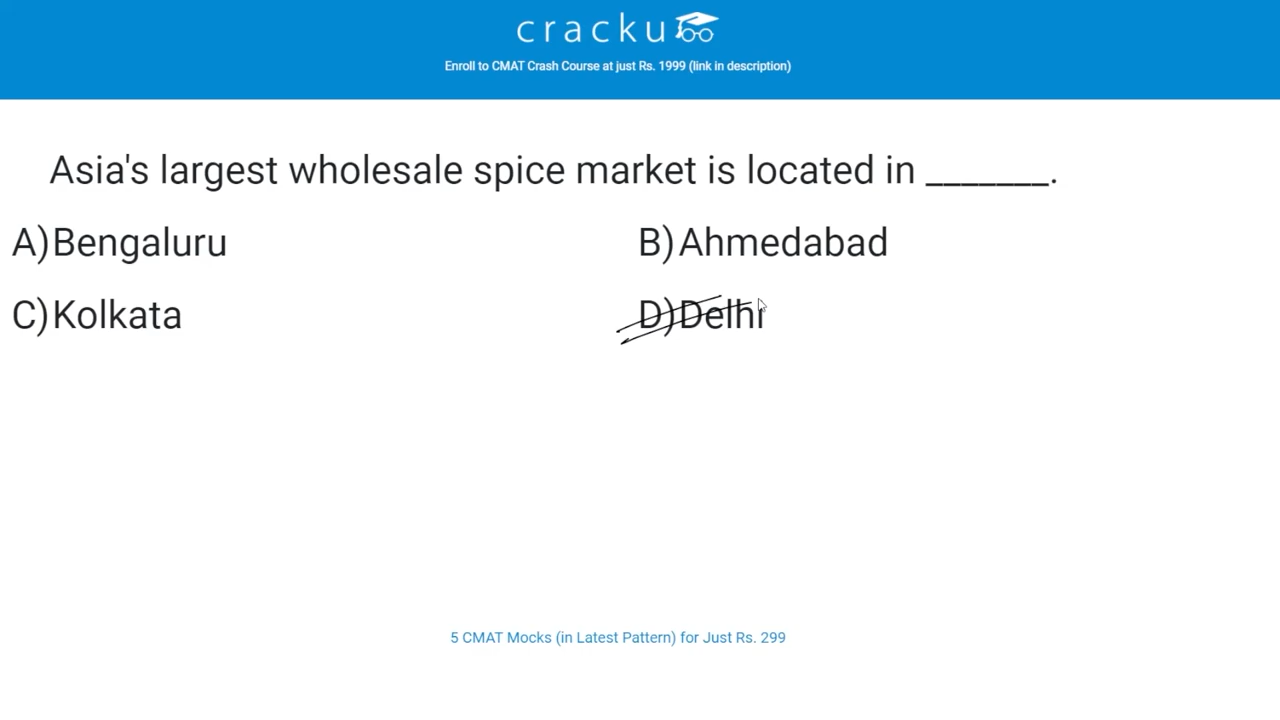 cracku
Enroll to CMAT Crash Course at just Rs. 1999 (link in description)
Asia's largest wholesale spice market is located in _______.
A)Bengaluru
B)Ahmedabad
C)Kolkata
D)Delhi
5 CMAT Mocks (in Latest Pattern) for Just Rs. 299